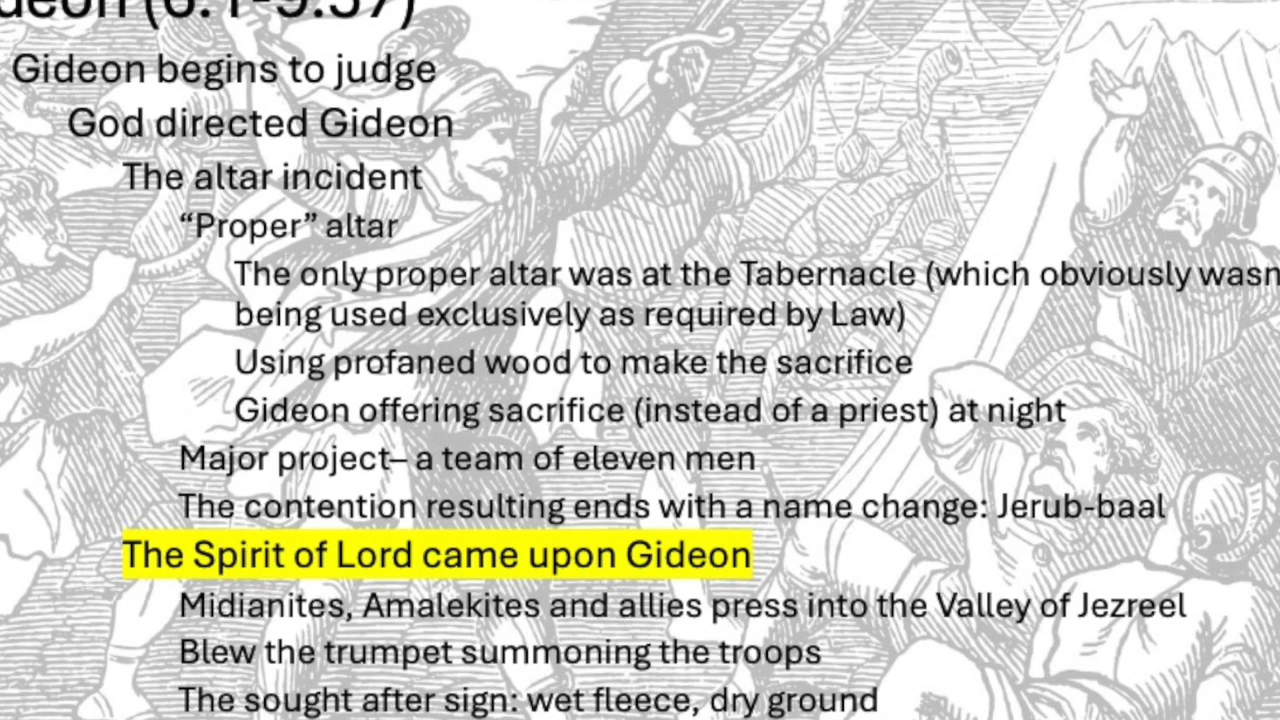 (6:1-9:57)
Gideon begins to judge
God directed Gideon
The altar incident
“Proper” altar
The only proper altar was at the Tabernacle (which obviously
being used exclusively as required by Law)
Using profaned wood to make the sacrifice
Gideon offering sacrifice (instead of a priest) at night
Major project– a team of eleven men
The contention resulting ends with a name change: Jerub-baal
The Spirit of Lord came upon Gideon
Midianites, Amalekites and allies press into the Valley of Jezreel
Blew the trumpet summoning the troops
The sought after sign: wet fleece, dry ground